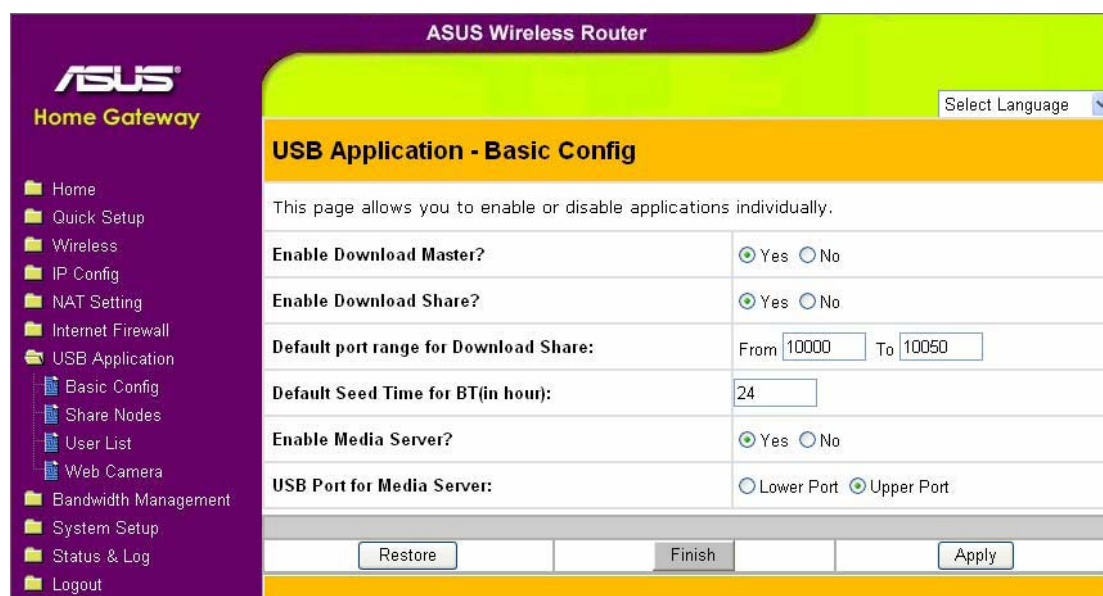 ASUS Wireless Router
ASUS
Home Gateway
Select Language
Home
Quick Setup
Wireless
IP Config
NAT Setting
Internet Firewall
USB Application
Basic Config
Share Nodes
User List
Web Camera
Bandwidth Management
System Setup
Status & Log
Logout
USB Application - Basic Config
This page allows you to enable or disable applications individually.
Enable Download Master? Yes No
Enable Download Share? Yes No
Default port range for Download Share: From 10000 To 10050
Default Seed Time for BT(in hour): 24
Enable Media Server? Yes No
USB Port for Media Server: Lower Port Upper Port
Restore Finish Apply